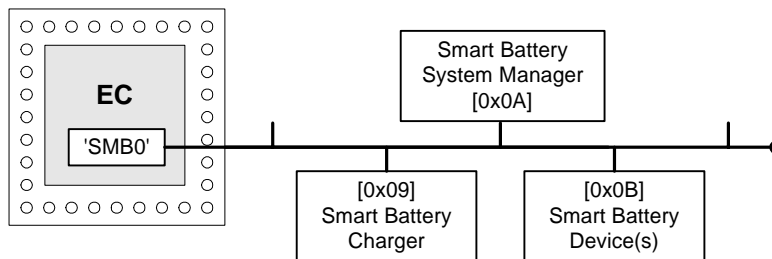 EC
'SMB0'
Smart Battery
System Manager
[0x0A]
[0x09]
Smart Battery
Charger
[0x0B]
Smart Battery
Device(s)